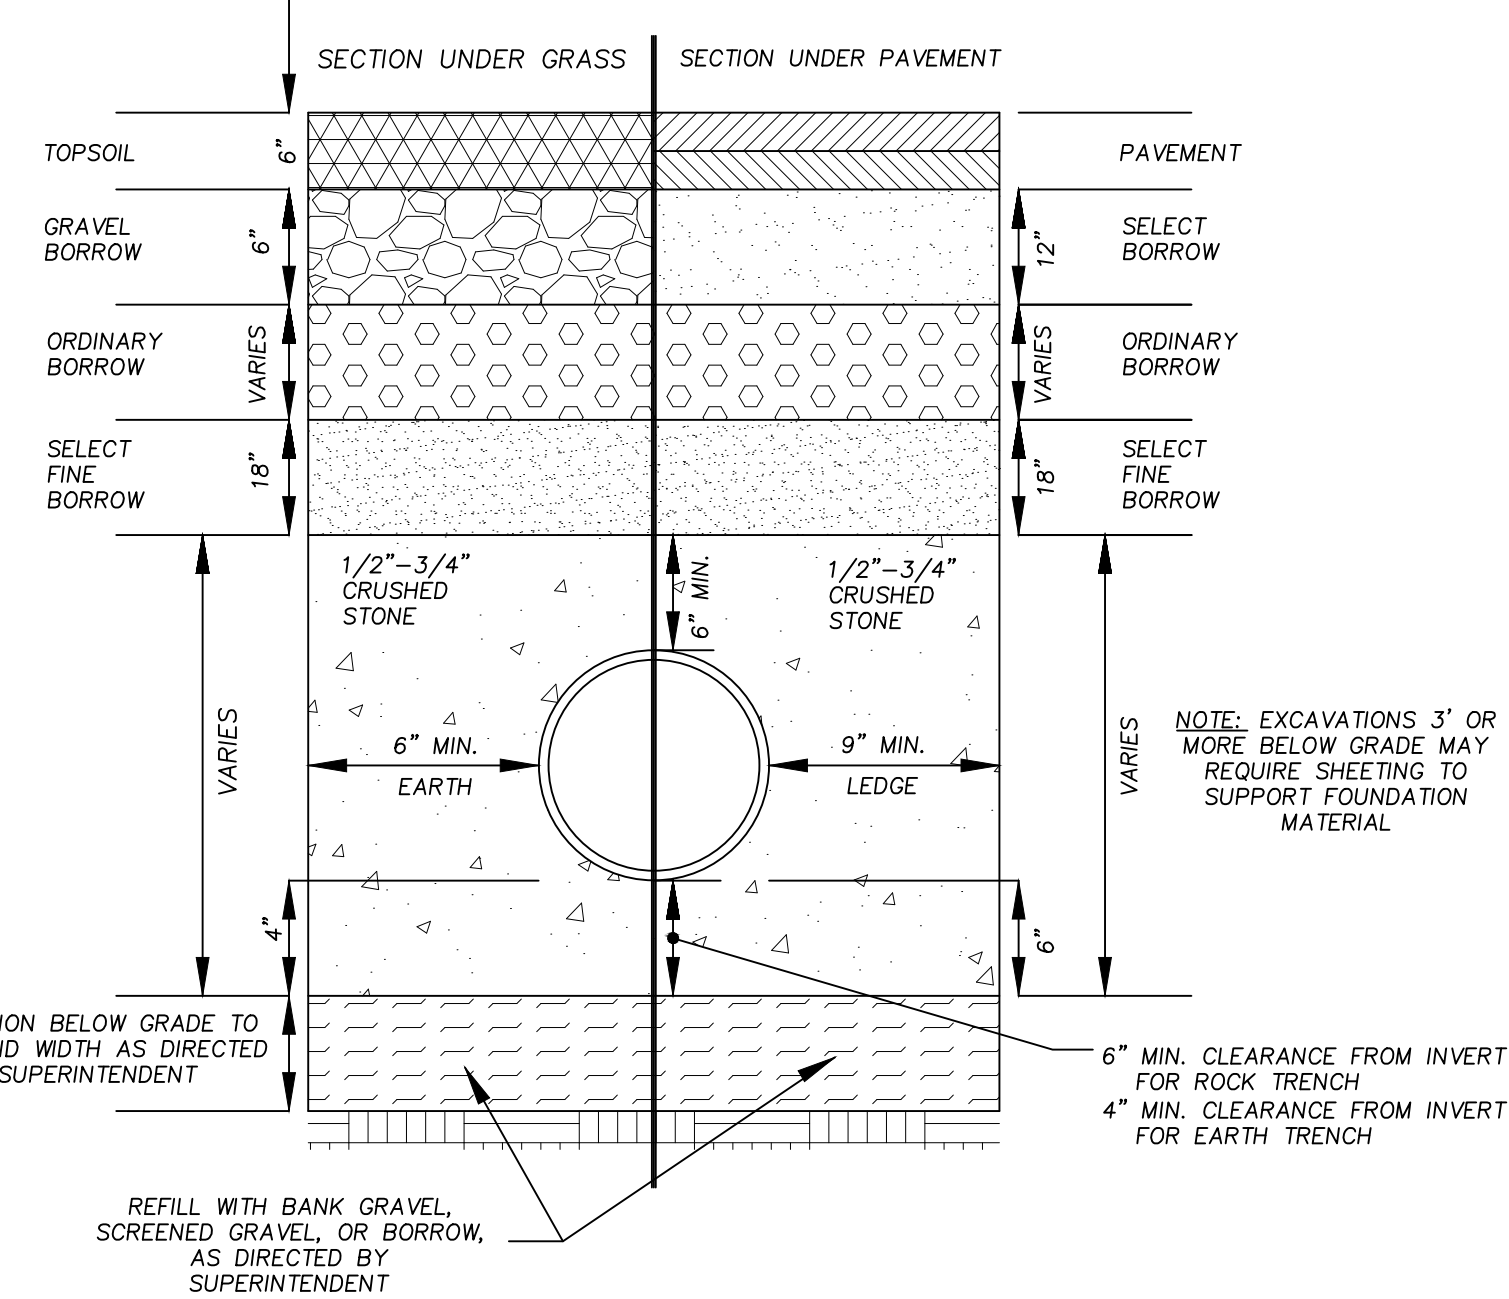 SECTION UNDER GRASS
SECTION UNDER PAVEMENT
TOPSOIL
6"
PAVEMENT
GRAVEL
BORROW
6"
12"
SELECT
BORROW
ORDINARY
BORROW
VARIES
VARIES
ORDINARY
BORROW
SELECT
FINE
BORROW
18"
18"
SELECT
FINE
BORROW
1/2"-3/4"
CRUSHED
STONE
6" MIN.
1/2"-3/4"
CRUSHED
STONE
VARIES
6" MIN.
EARTH
9" MIN.
LEDGE
VARIES
NOTE: EXCAVATIONS 3' OR
MORE BELOW GRADE MAY
REQUIRE SHEETING TO
SUPPORT FOUNDATION
MATERIAL
4"
6"
BELOW GRADE TO
WIDTH AS DIRECTED
SUPERINTENDENT
6" MIN. CLEARANCE FROM INVERT
FOR ROCK TRENCH
4" MIN. CLEARANCE FROM INVERT
FOR EARTH TRENCH
REFILL WITH BANK GRAVEL,
SCREENED GRAVEL, OR BORROW,
AS DIRECTED BY
SUPERINTENDENT